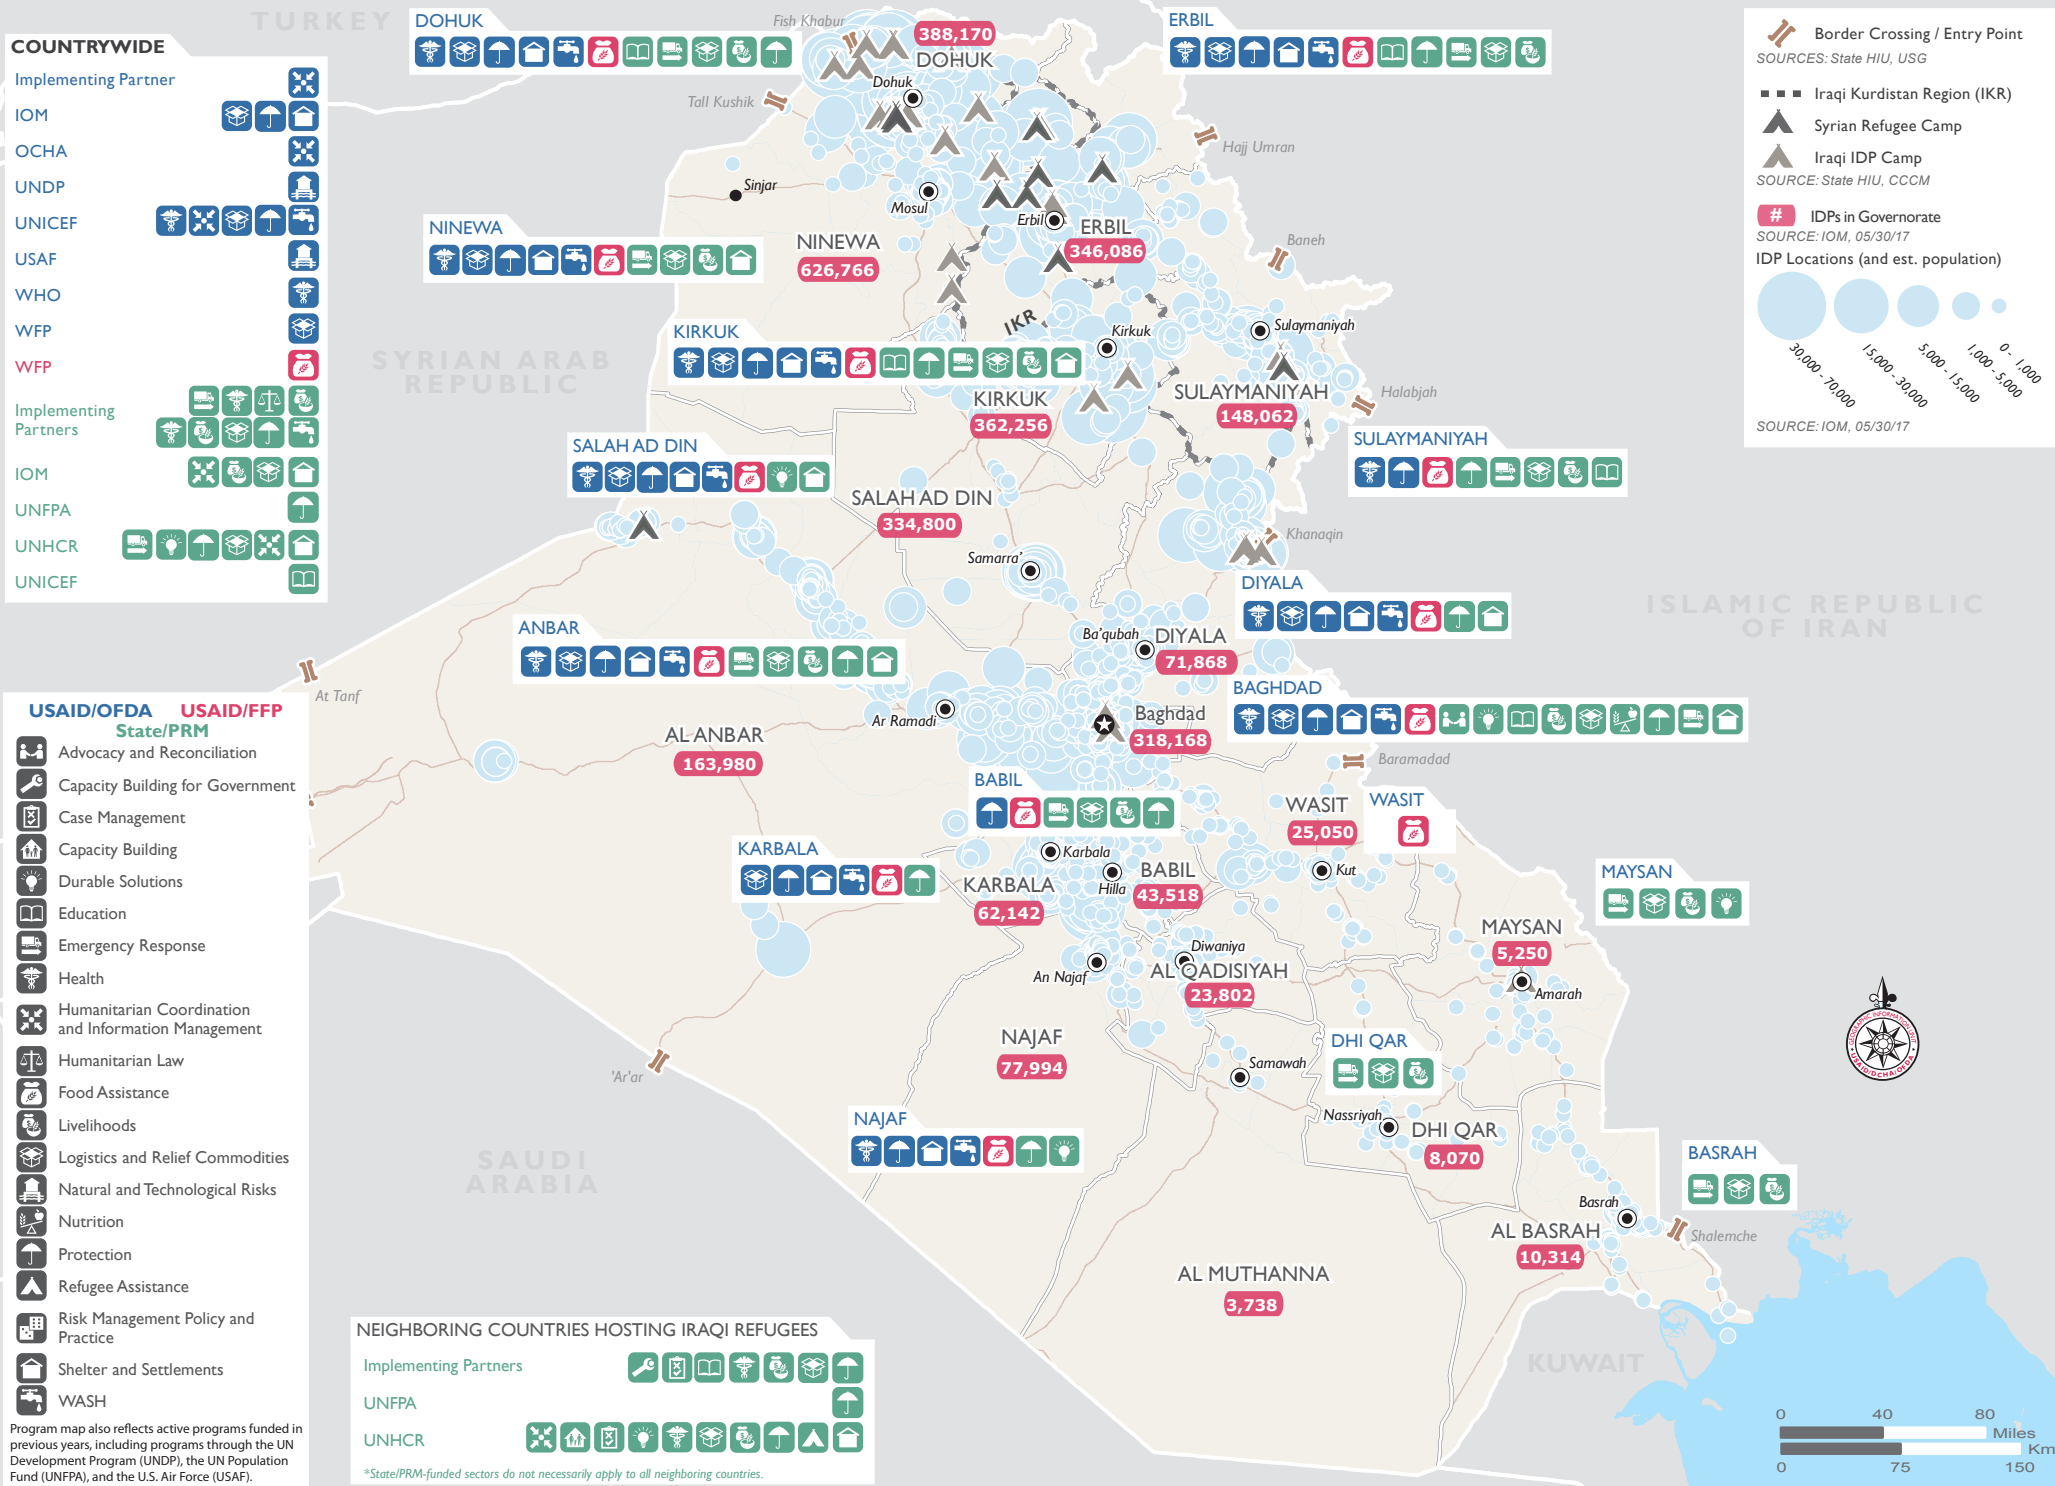 TURKEY
COUNTRYWIDE
Implementing Partner
IOM
OCHA
UNDP
UNICEF
USAF
WHO
WFP
WFP
Implementing
Partners
IOM
UNFPA
UNHCR
UNICEF
DOHUK
Fish Khabur
388,170
DOHUK
Dohuk
Tall Kushik
ERBIL
Hajj Umran
Sinjar
Mosul
NINEWA
NINEWA
626,766
Erbil
ERBIL
346,086
Baneh
IKR
KIRKUK
Kirkuk
Sulaymaniyah
SYRIAN ARAB
REPUBLIC
KIRKUK
362,256
SULAYMANIYAH
148,062
Halabjah
SULAYMANIYAH
SALAH AD DIN
SALAH AD DIN
334,800
Samarra'
Khanaqin
DIYALA
ISLAMIC REPUBLIC
OF IRAN
ANBAR
Ba'qubah
DIYALA
71,868
At Tanf
BAGHDAD
Ar Ramadi
Baghdad
318,168
AL ANBAR
163,980
Baramadad
BABIL
WASIT
25,050
WASIT
KARBALA
Karbala
Kut
KARBALA
62,142
Hilla
BABIL
43,518
MAYSAN
MAYSAN
5,250
Amarah
Diwaniya
An Najaf
AL QADISIYAH
23,802
NAJAF
77,994
DHI QAR
Samawah
'Ar'ar
Nassriyah
DHI QAR
8,070
NAJAF
SAUDI
ARABIA
BASRAH
Basrah
AL BASRAH
10,314
Shalemche
AL MUTHANNA
3,738
KUWAIT
Border Crossing / Entry Point
SOURCES: State HIU, USG
Iraqi Kurdistan Region (IKR)
Syrian Refugee Camp
Iraqi IDP Camp
SOURCE: State HIU, CCCM
# IDPs in Governorate
SOURCE: IOM, 05/30/17
IDP Locations (and est. population)
30,000 - 70,000
15,000 - 30,000
5,000 - 15,000
1,000 - 5,000
0 - 1,000
SOURCE: IOM, 05/30/17
USAID/OFDA USAID/FFP
State/PRM
Advocacy and Reconciliation
Capacity Building for Government
Case Management
Capacity Building
Durable Solutions
Education
Emergency Response
Health
Humanitarian Coordination
and Information Management
Humanitarian Law
Food Assistance
Livelihoods
Logistics and Relief Commodities
Natural and Technological Risks
Nutrition
Protection
Refugee Assistance
Risk Management Policy and
Practice
Shelter and Settlements
WASH
Program map also reflects active programs funded in
previous years, including programs through the UN
Development Program (UNDP), the UN Population
Fund (UNFPA), and the U.S. Air Force (USAF).
NEIGHBORING COUNTRIES HOSTING IRAQI REFUGEES
Implementing Partners
UNFPA
UNHCR
*State/PRM-funded sectors do not necessarily apply to all neighboring countries.
GEOGRAPHIC INFORMATION UNIT
USAID/DCHA/OFDA
0 40 80
Miles
Km
0 75 150